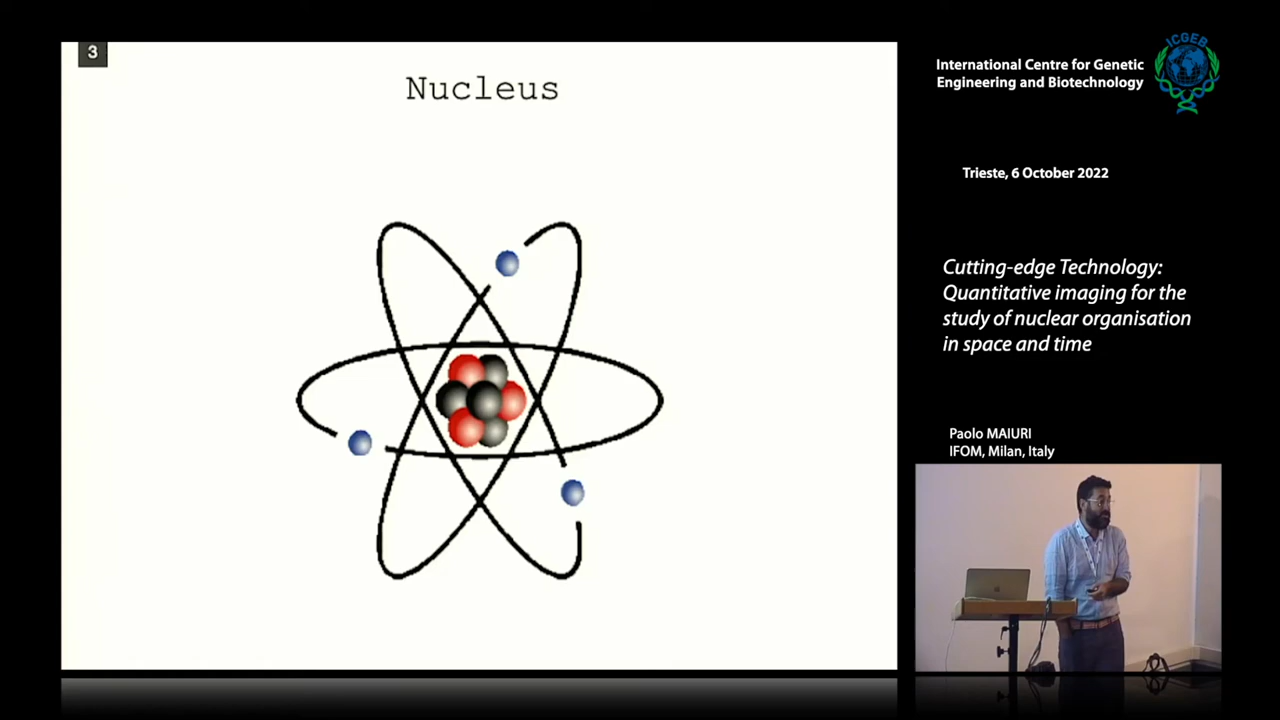 3
Nucleus
International Centre for Genetic
Engineering and Biotechnology
ICGEB
Trieste, 6 October 2022
Cutting-edge Technology:
Quantitative imaging for the
study of nuclear organisation
in space and time
Paolo MAIURI
IFOM, Milan, Italy